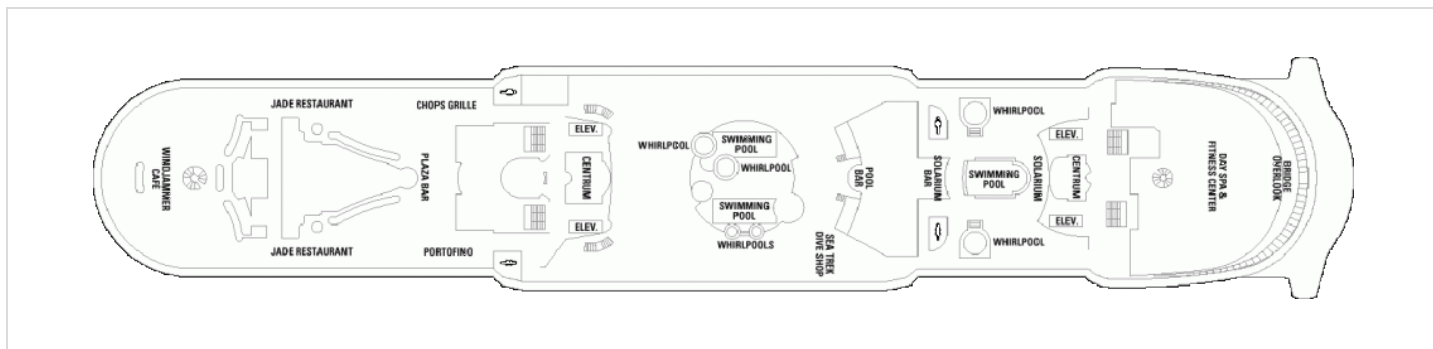 JADE RESTAURANT
CHOPS GRILLE
WINDJAMMER
CAFE
PLAZA BAR
JADE RESTAURANT
PORTOFINO
ELEV.
CENTRUM
ELEV.
WHIRLPOOL
SWIMMING
POOL
WHIRLPOOL
SWIMMING
POOL
WHIRLPOOLS
SEA TREK
DIVE SHOP
POOL
BAR
SOLARIUM
BAR
WHIRLPOOL
SWIMMING
POOL
WHIRLPOOL
SOLARIUM
ELEV.
CENTRUM
ELEV.
DAY SPA &
FITNESS CENTER
BRIDGE
OVERLOOK